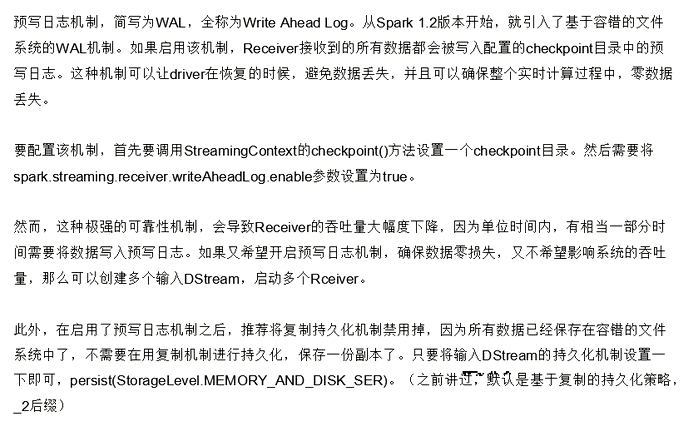 预写日志机制，简写为WAL，全称为Write Ahead Log。从Spark 1.2版本开始，就引入了基于容错的文件
系统的WAL机制。如果启用该机制，Receiver接收到的所有数据都会被写入配置的checkpoint目录中的预
写日志。这种机制可以让driver在恢复的时候，避免数据丢失，并且可以确保整个实时计算过程中，零数据
丢失。
要配置该机制，首先要调用StreamingContext的checkpoint()方法设置一个checkpoint目录。然后需要将
spark.streaming.receiver.writeAheadLog.enable参数设置为true。
然而，这种极强的可靠性机制，会导致Receiver的吞吐量大幅度下降，因为单位时间内，有相当一部分时
间需要将数据写入预写日志。如果又希望开启预写日志机制，确保数据零损失，又不希望影响系统的吞吐
量，那么可以创建多个输入DStream，启动多个Rceiver。
此外，在启用了预写日志机制之后，推荐将复制持久化机制禁用掉，因为所有数据已经保存在容错的文件
系统中了，不需要在用复制机制进行持久化，保存一份副本了。只要将输入DStream的持久化机制设置一
下即可，persist(StorageLevel.MEMORY_AND_DISK_SER)。（之前讲过，默认是基于复制的持久化策略，
_2后缀）